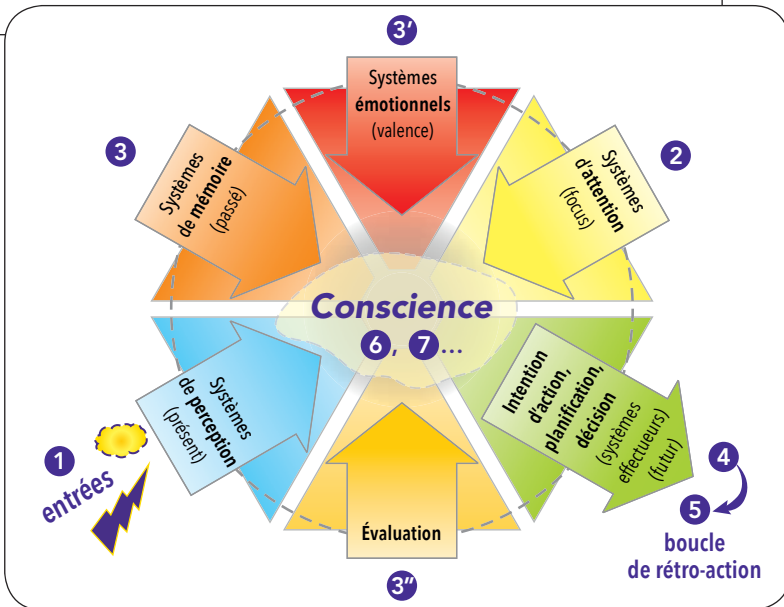 3'
Systèmes
émotionnels
(valence)
3
Systèmes
de mémoire
(passé)
2
Systèmes
d'attention
(focus)
Conscience
6, 7...
1
entrées
Systèmes
de perception
(présent)
Intention
d'action,
planification,
décision
(systèmes
effectueurs)
(futur)
4
5
boucle
de rétro-action
Évaluation
3"